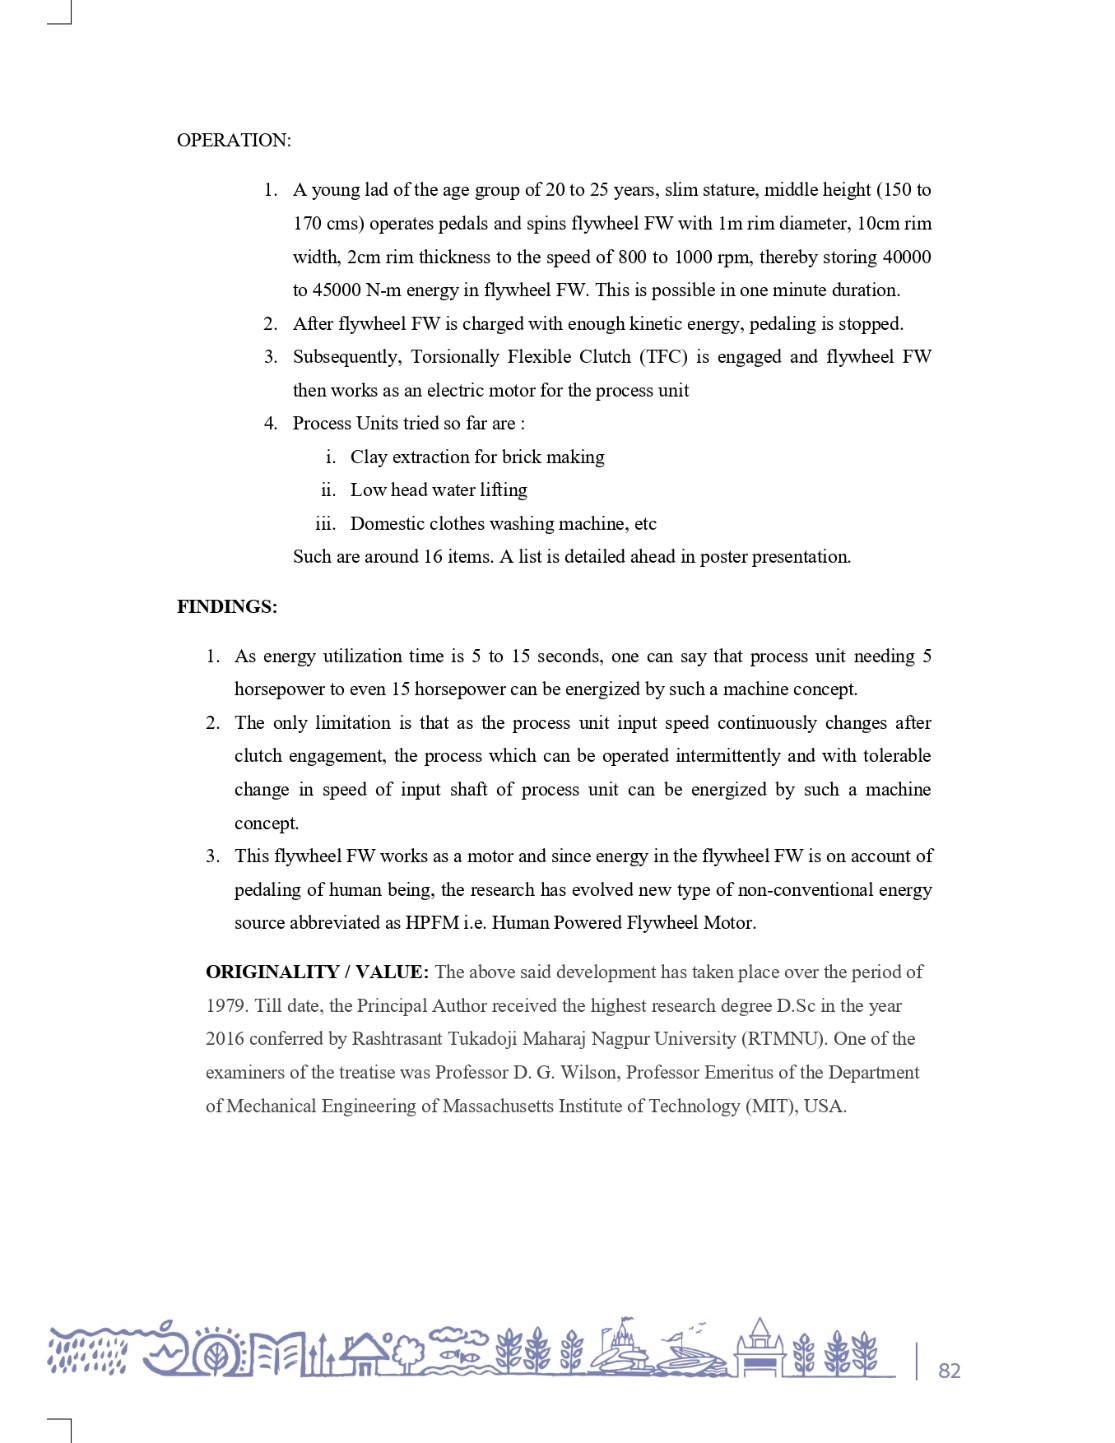 OPERATION:
1. A young lad of the age group of 20 to 25 years, slim stature, middle height (150 to
170 cms) operates pedals and spins flywheel FW with 1m rim diameter, 10cm rim
width, 2cm rim thickness to the speed of 800 to 1000 rpm, thereby storing 40000
to 45000 N-m energy in flywheel FW. This is possible in one minute duration.
2. After flywheel FW is charged with enough kinetic energy, pedaling is stopped.
3. Subsequently, Torsionally Flexible Clutch (TFC) is engaged and flywheel FW
then works as an electric motor for the process unit
4. Process Units tried so far are :
i. Clay extraction for brick making
ii. Low head water lifting
iii. Domestic clothes washing machine, etc
Such are around 16 items. A list is detailed ahead in poster presentation.
FINDINGS:
1. As energy utilization time is 5 to 15 seconds, one can say that process unit needing 5
horsepower to even 15 horsepower can be energized by such a machine concept.
2. The only limitation is that as the process unit input speed continuously changes after
clutch engagement, the process which can be operated intermittently and with tolerable
change in speed of input shaft of process unit can be energized by such a machine
concept.
3. This flywheel FW works as a motor and since energy in the flywheel FW is on account of
pedaling of human being, the research has evolved new type of non-conventional energy
source abbreviated as HPFM i.e. Human Powered Flywheel Motor.
ORIGINALITY / VALUE: The above said development has taken place over the period of
1979. Till date, the Principal Author received the highest research degree D.Sc in the year
2016 conferred by Rashtrasant Tukadoji Maharaj Nagpur University (RTMNU). One of the
examiners of the treatise was Professor D. G. Wilson, Professor Emeritus of the Department
of Mechanical Engineering of Massachusetts Institute of Technology (MIT), USA.
82